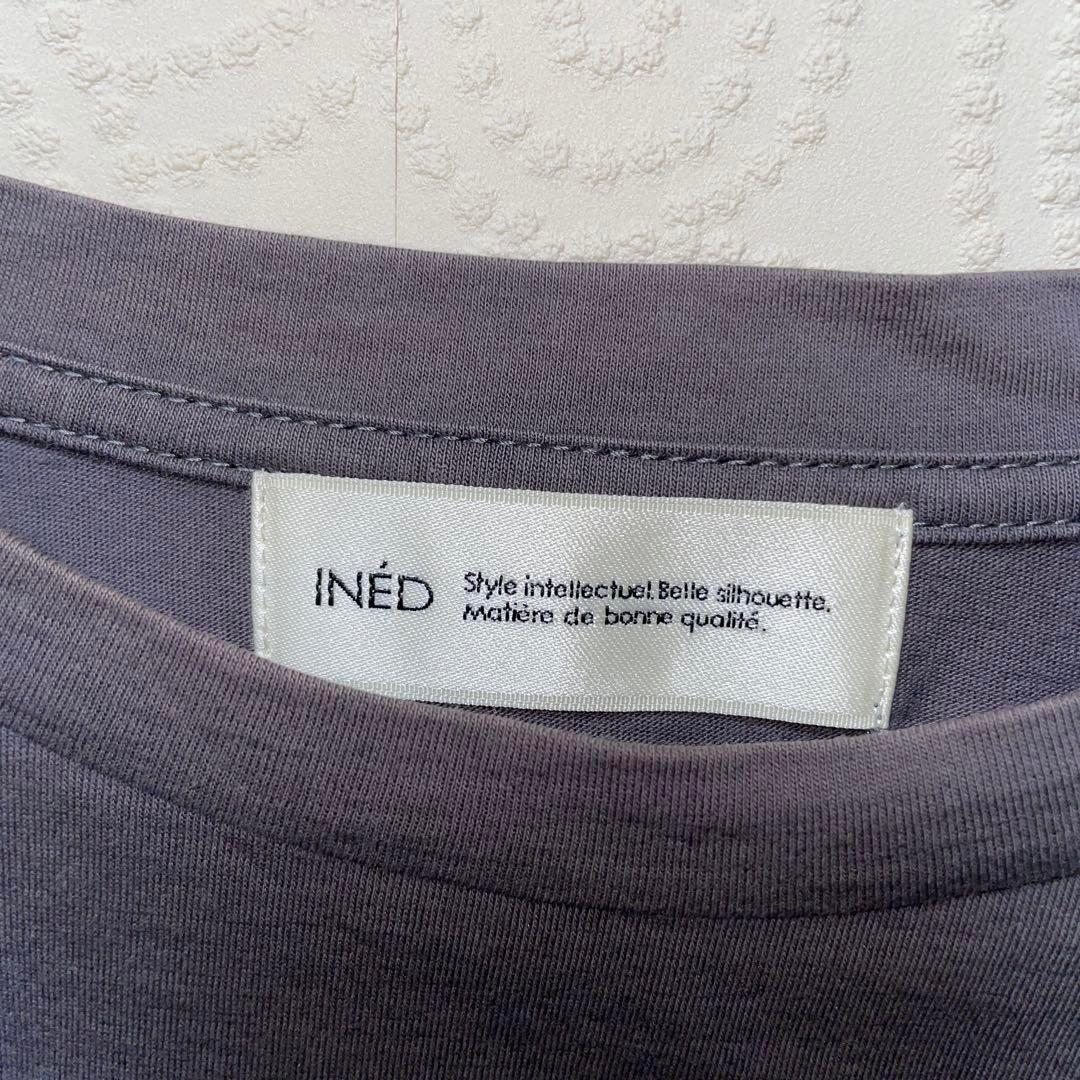 INÉD
Style intellectuel. Belle silhouette.
Matière de bonne qualité.